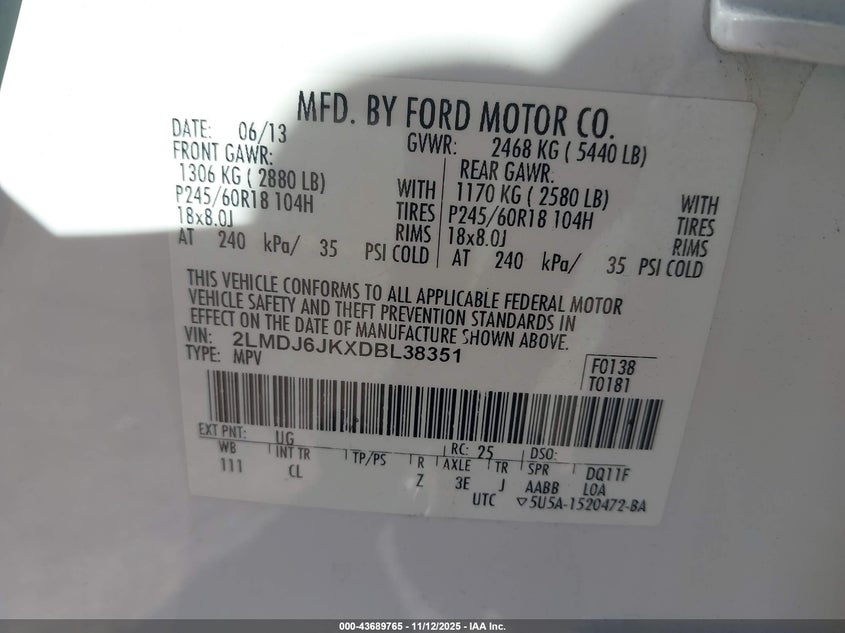 MFD. BY FORD MOTOR CO.
DATE: 06/13 GVWR: 2468 KG ( 5440 LB)
FRONT GAWR: REAR GAWR:
1306 KG ( 2880 LB) WITH 1170 KG ( 2580 LB) WITH
P245/60R18 104H TIRES P245/60R18 104H TIRES
18x8.0J RIMS 18x8.0J RIMS
AT 240 kPa/ 35 PSI COLD AT 240 kPa/ 35 PSI COLD
THIS VEHICLE CONFORMS TO ALL APPLICABLE FEDERAL MOTOR
VEHICLE SAFETY AND THEFT PREVENTION STANDARDS IN
EFFECT ON THE DATE OF MANUFACTURE SHOWN ABOVE.
VIN: 2LMDJ6JKXDBL38351
TYPE: MPV
F0138
T0181
EXT PNT: UG RC: 25 DSO:
WB INT TR TP/PS R AXLE TR SPR DQ11F
111 CL Z 3E J AABB LOA
UTC ▽5U5A-1520472-BA
000-43689765 - 11/12/2025 - IAA Inc.